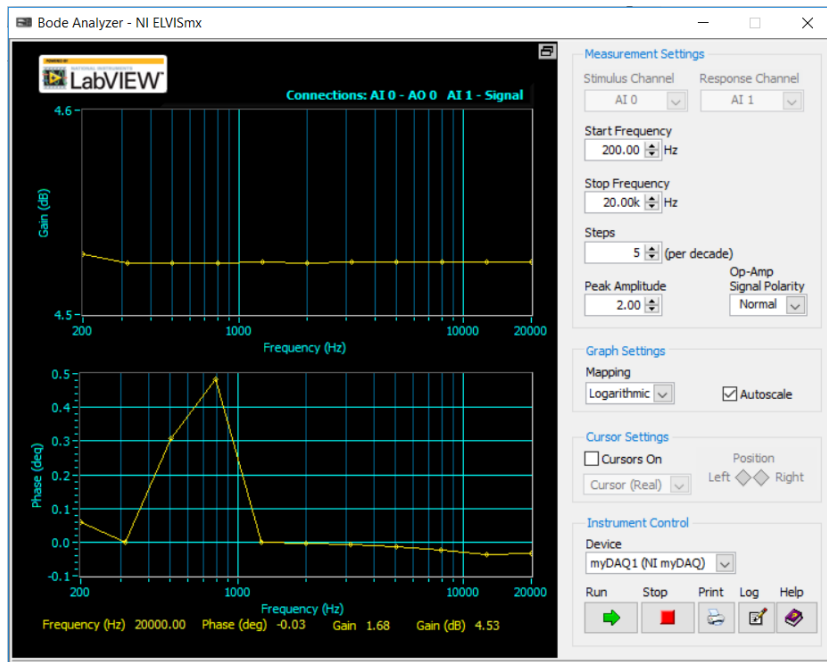 Bode Analyzer - NI ELVISmx
LabVIEW
Connections: AI 0 - AO 0 AI 1 - Signal
4.6
Gain (dB)
4.5
200 1000 10000 20000
Frequency (Hz)
0.5
0.4
0.3
0.2
0.1
0.0
-0.1
Phase (deg)
200 1000 10000 20000
Frequency (Hz)
Frequency (Hz) 20000.00 Phase (deg) -0.03 Gain 1.68 Gain (dB) 4.53
Measurement Settings
Stimulus Channel Response Channel
AI 0 AI 1
Start Frequency
200.00 Hz
Stop Frequency
20.00k Hz
Steps
5 (per decade)
Peak Amplitude
2.00
Op-Amp
Signal Polarity
Normal
Graph Settings
Mapping
Logarithmic Autoscale
Cursor Settings
Cursors On
Cursor (Real)
Position
Left Right
Instrument Control
Device
myDAQ1 (NI myDAQ)
Run Stop Print Log Help